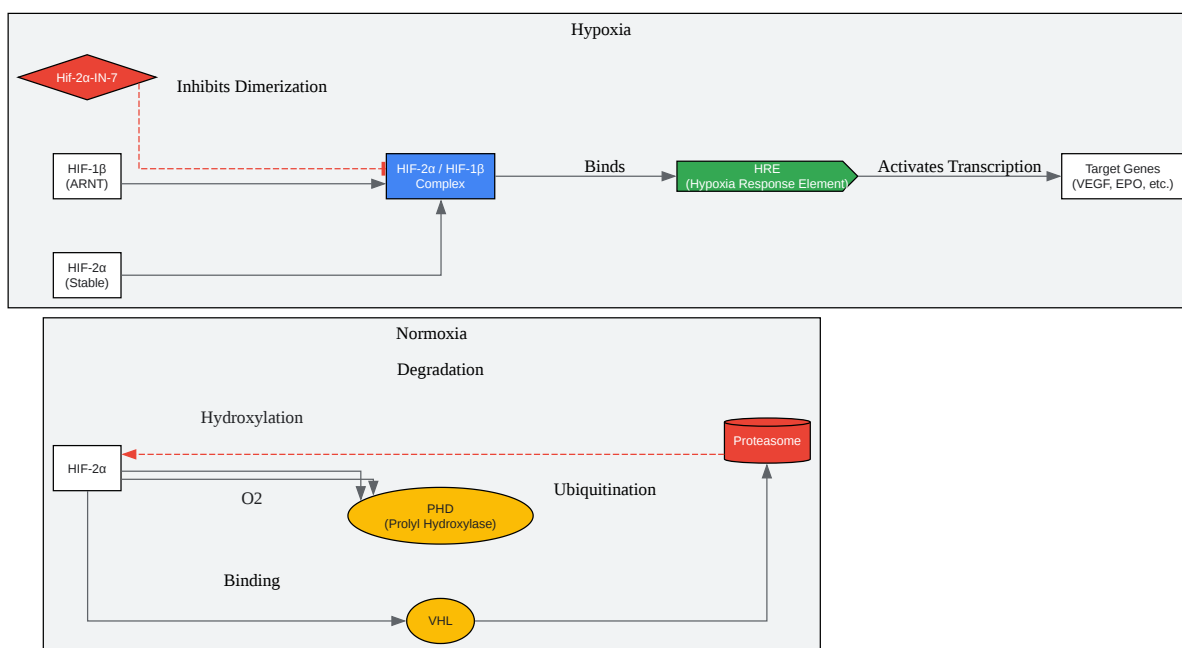 Hypoxia
Hif-2α-IN-7
Inhibits Dimerization
HIF-1β
(ARNT)
HIF-2α / HIF-1β
Complex
Binds
HRE
(Hypoxia Response Element)
Activates Transcription
Target Genes
(VEGF, EPO, etc.)
HIF-2α
(Stable)
Normoxia
Degradation
Hydroxylation
Proteasome
HIF-2α
O2
Ubiquitination
PHD
(Prolyl Hydroxylase)
Binding
VHL